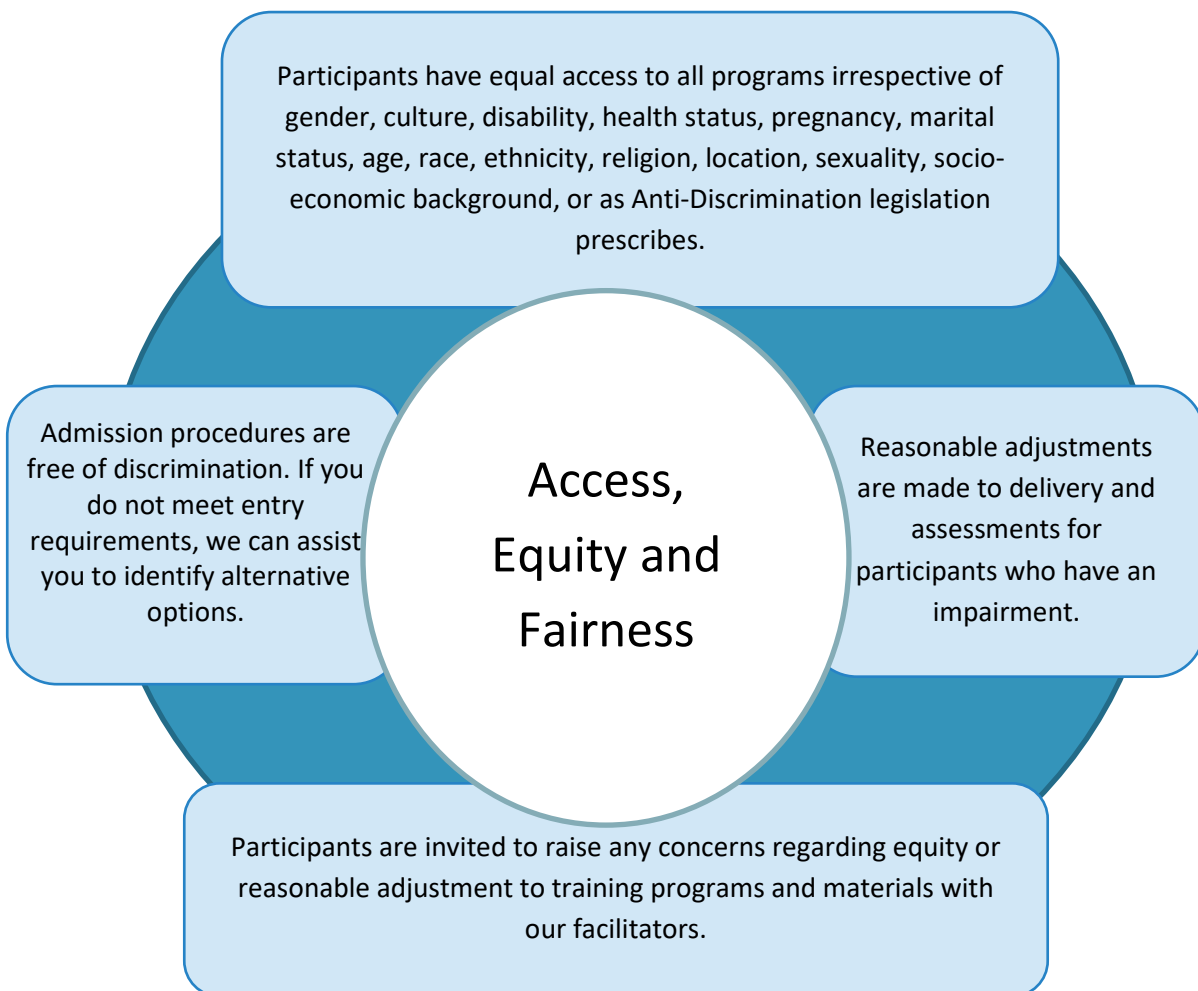 Participants have equal access to all programs irrespective of
gender, culture, disability, health status, pregnancy, marital
status, age, race, ethnicity, religion, location, sexuality, socio-
economic background, or as Anti-Discrimination legislation
prescribes.
Admission procedures are
free of discrimination. If you
do not meet entry
requirements, we can assist
you to identify alternative
options.
Access,
Equity and
Fairness
Reasonable adjustments
are made to delivery and
assessments for
participants who have an
impairment.
Participants are invited to raise any concerns regarding equity or
reasonable adjustment to training programs and materials with
our facilitators.